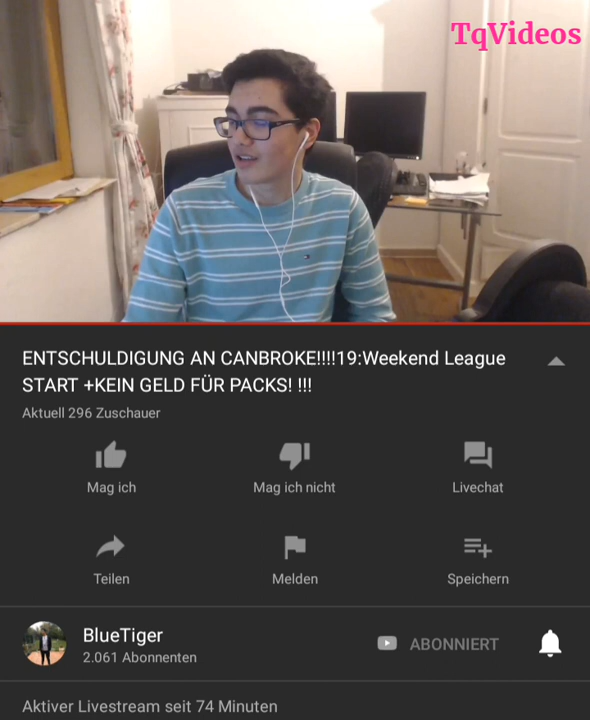 TqVideos
ENTSCHULDIGUNG AN CANBROKE!!!!19:Weekend League
START +KEIN GELD FÜR PACKS! !!!
Aktuell 296 Zuschauer
Mag ich
Mag ich nicht
Livechat
Teilen
Melden
Speichern
BlueTiger
ABONNIERT
2.061 Abonnenten
Aktiver Livestream seit 74 Minuten